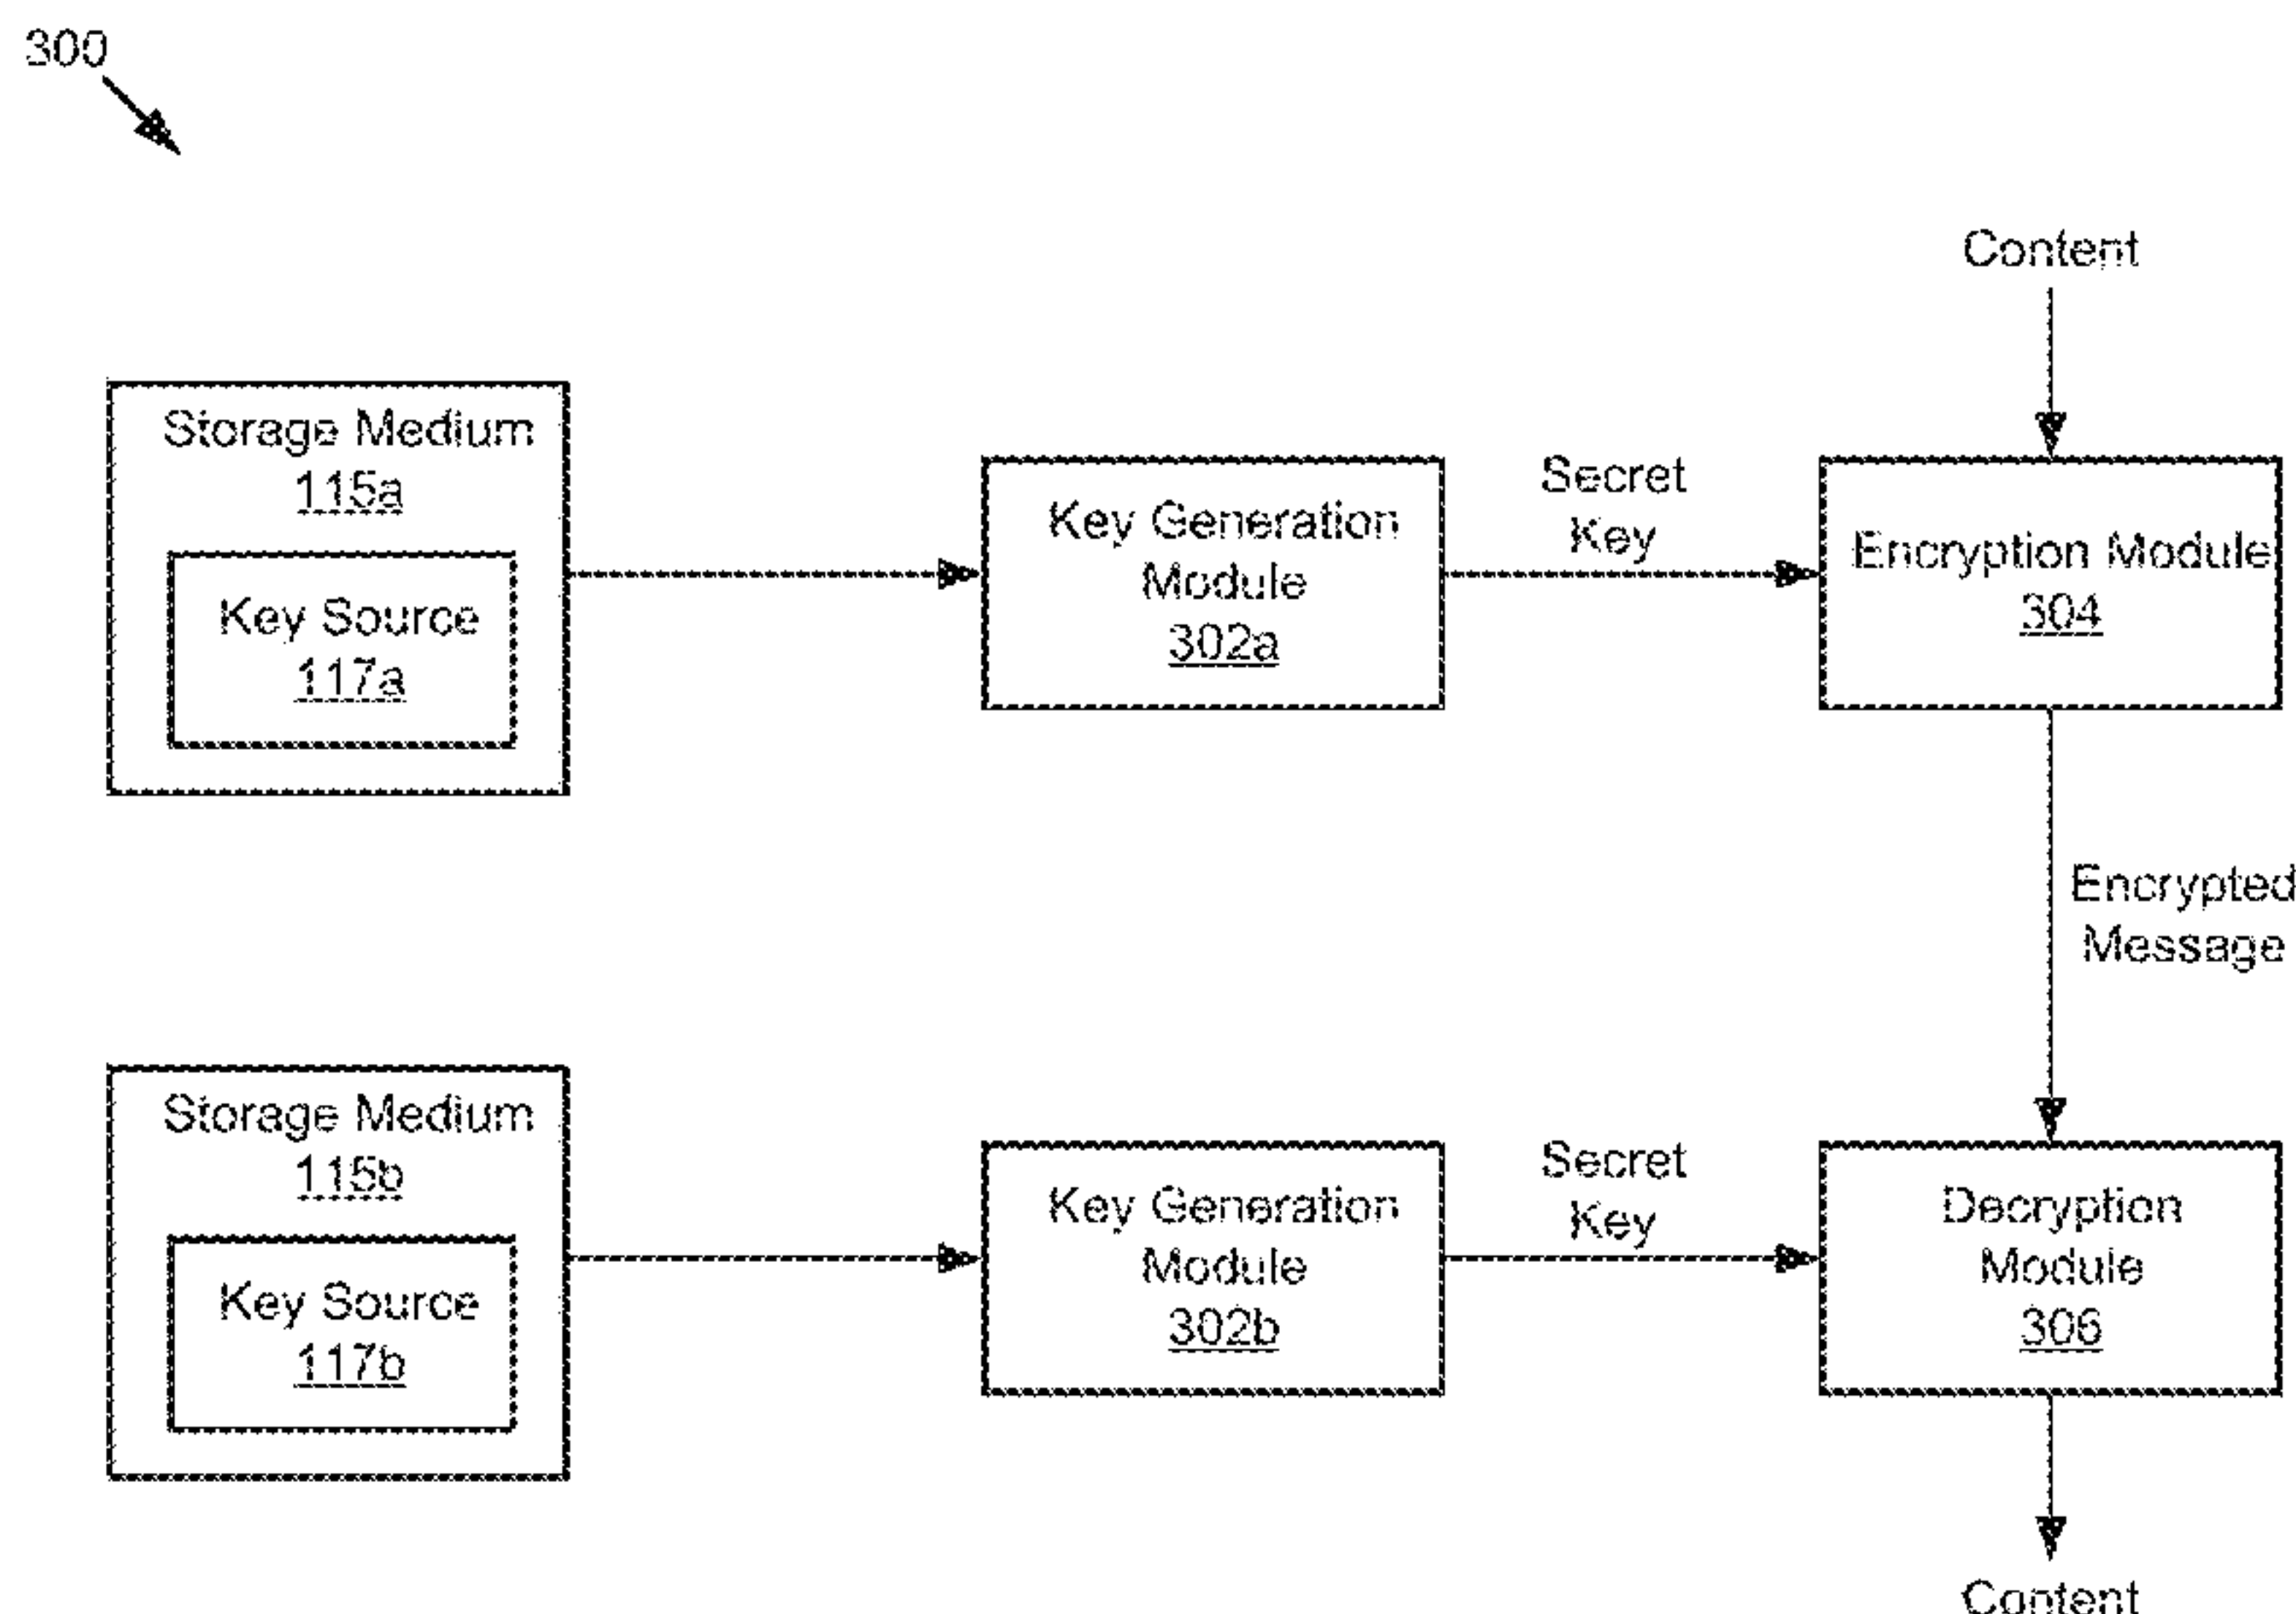 300
Content
Storage Medium
115a
Key Source
117a
Key Generation
Module
302a
Secret
Key
Encryption Module
304
Encrypted
Message
Storage Medium
115b
Key Source
117b
Key Generation
Module
302b
Secret
Key
Decryption
Module
306
Content